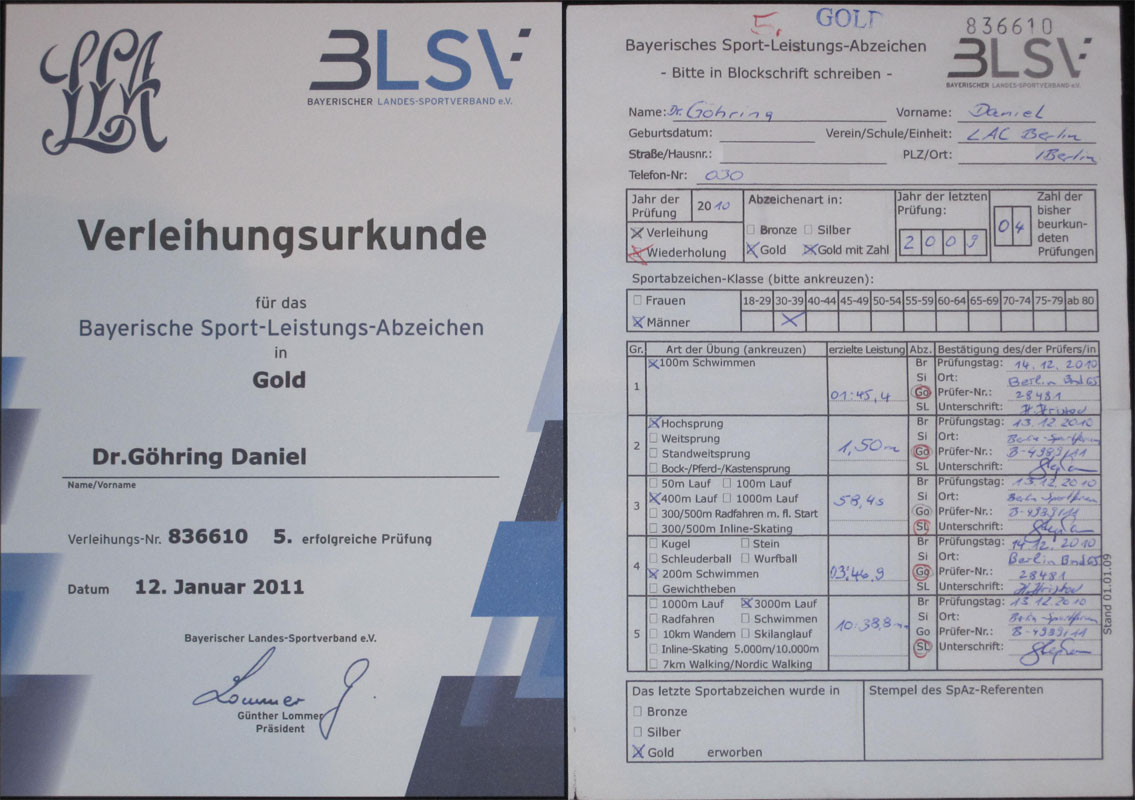 BLSV
BAYERISCHER LANDES-SPORTVERBAND e.V.
Verleihungsurkunde
für das
Bayerische Sport-Leistungs-Abzeichen
in
Gold
Dr.Göhring Daniel
Name/Vorname
Verleihungs-Nr. 836610 5. erfolgreiche Prüfung
Datum 12. Januar 2011
Bayerischer Landes-Sportverband e.V.
Günther Lommer
Präsident
5. GOLD 836610
Bayerisches Sport-Leistungs-Abzeichen
- Bitte in Blockschrift schreiben -
BLSV
BAYERISCHER LANDES-SPORTVERBAND e.V.
Name: Dr. Göhring Vorname: Daniel
Geburtsdatum: Verein/Schule/Einheit: LAC Berlin
Straße/Hausnr.: PLZ/Ort: Berlin
Telefon-Nr: 030
Jahr der Prüfung 2010
Verleihung
Wiederholung
Abzeichenart in:
Bronze Silber
Gold Gold mit Zahl
Jahr der letzten Prüfung:
2009
04
Zahl der bisher beurkundeten Prüfungen
Sportabzeichen-Klasse (bitte ankreuzen):
Frauen 18-29 30-39 40-44 45-49 50-54 55-59 60-64 65-69 70-74 75-79 ab 80
Männer
Gr. Art der Übung (ankreuzen) erzielte Leistung Abz. Bestätigung des/der Prüfers/in
1
100m Schwimmen
01:45,4
Br Prüfungstag: 14.12.2010
Si Ort: Berlin
Go Prüfer-Nr.: 28481
SL Unterschrift:
2
Hochsprung
Weitsprung
Standweitsprung
Bock-/Pferd-/Kastensprung
1,50m
Br Prüfungstag: 13.12.2010
Si Ort:
Go Prüfer-Nr.: B-4989/11
SL Unterschrift:
3
50m Lauf 100m Lauf
400m Lauf 1000m Lauf
300/500m Radfahren m. fl. Start
300/500m Inline-Skating
58,4s
Br Prüfungstag: 13.12.2010
Si Ort:
Go Prüfer-Nr.: B-4989/11
SL Unterschrift:
4
Kugel Stein
Schleuderball Wurfball
200m Schwimmen
Gewichtheben
03:46,9
Br Prüfungstag: 14.12.2010
Si Ort: Berlin
Go Prüfer-Nr.: 28481
SL Unterschrift:
5
1000m Lauf 3000m Lauf
Radfahren Schwimmen
10km Wandern Skilanglauf
Inline-Skating 5.000m/10.000m
7km Walking/Nordic Walking
10:38,8
Br Prüfungstag: 13.12.2010
Si Ort:
Go Prüfer-Nr.: B-4989/11
SL Unterschrift:
Stand 01.01.09
Das letzte Sportabzeichen wurde in
Bronze
Silber
Gold erworben
Stempel des SpAz-Referenten